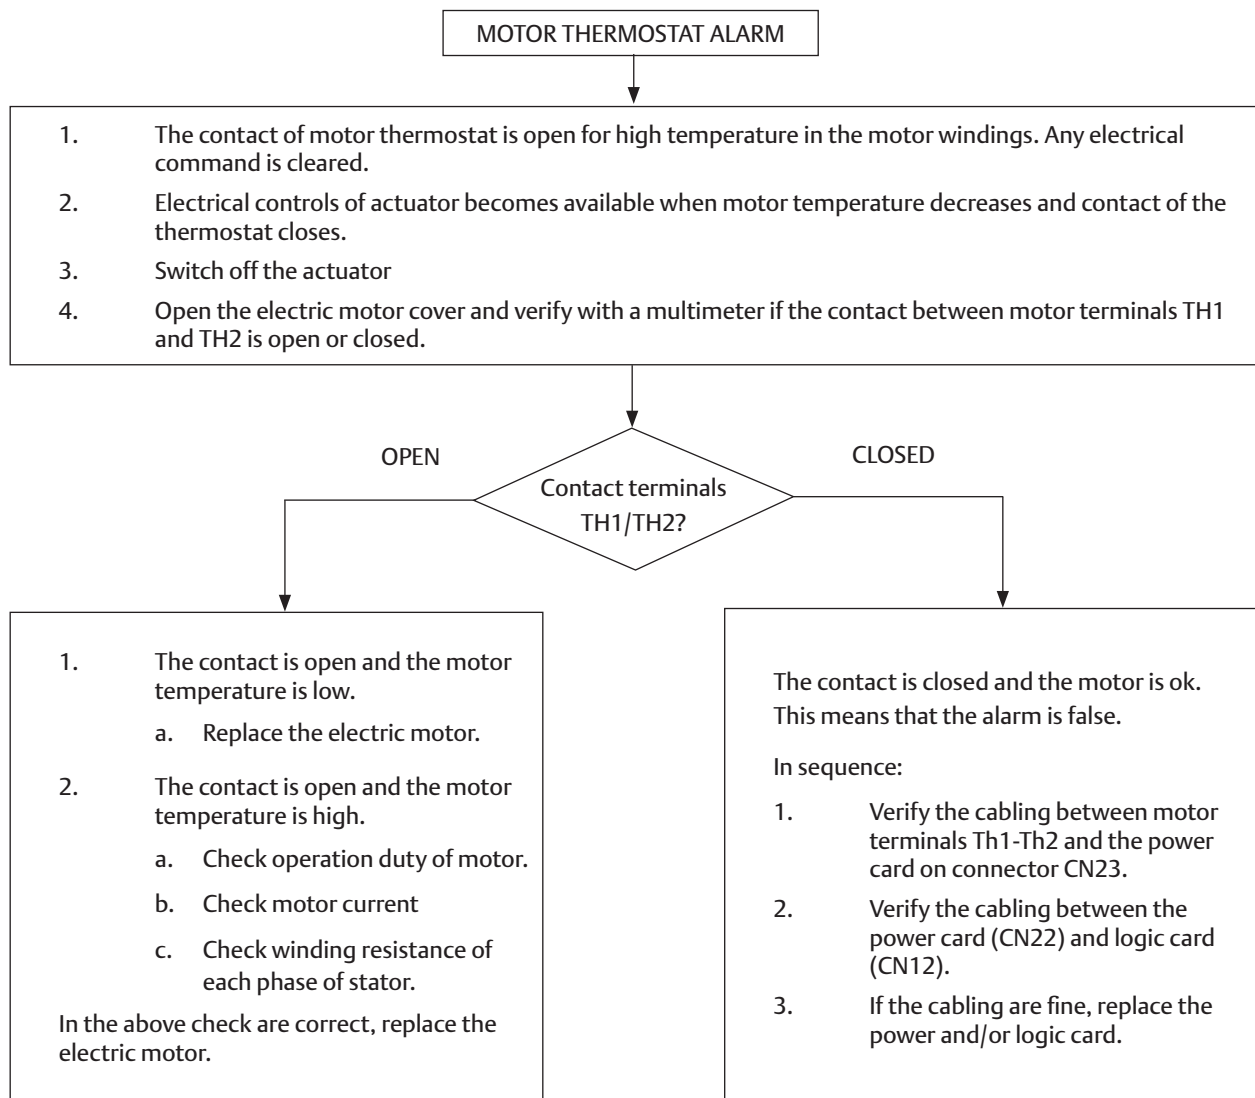 MOTOR THERMOSTAT ALARM
1. The contact of motor thermostat is open for high temperature in the motor windings. Any electrical
command is cleared.
2. Electrical controls of actuator becomes available when motor temperature decreases and contact of the
thermostat closes.
3. Switch off the actuator
4. Open the electric motor cover and verify with a multimeter if the contact between motor terminals TH1
and TH2 is open or closed.
OPEN
CLOSED
Contact terminals
TH1/TH2?
1. The contact is open and the motor
temperature is low.
a. Replace the electric motor.
2. The contact is open and the motor
temperature is high.
a. Check operation duty of motor.
b. Check motor current
c. Check winding resistance of
each phase of stator.
In the above check are correct, replace the
electric motor.
The contact is closed and the motor is ok.
This means that the alarm is false.
In sequence:
1. Verify the cabling between motor
terminals Th1-Th2 and the power
card on connector CN23.
2. Verify the cabling between the
power card (CN22) and logic card
(CN12).
3. If the cabling are fine, replace the
power and/or logic card.